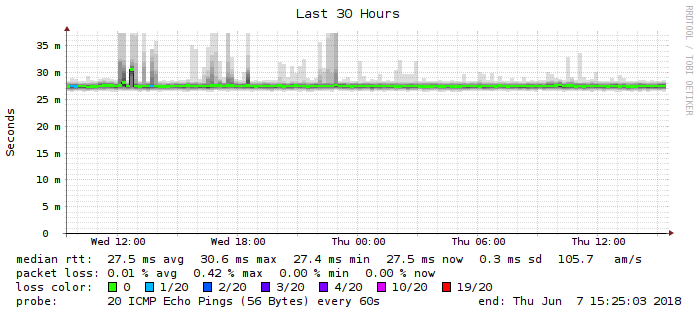 Last 30 Hours
RRDTOOL / TOBI OETIKER
Seconds
35 m
30 m
25 m
20 m
15 m
10 m
5 m
0
Wed 12:00 Wed 18:00 Thu 00:00 Thu 06:00 Thu 12:00
median rtt: 27.5 ms avg 30.6 ms max 27.4 ms min 27.5 ms now 0.3 ms sd 105.7 am/s
packet loss: 0.01 % avg 0.42 % max 0.00 % min 0.00 % now
loss color: 0 1/20 2/20 3/20 4/20 10/20 19/20
probe: 20 ICMP Echo Pings (56 Bytes) every 60s end: Thu Jun 7 15:25:03 2018